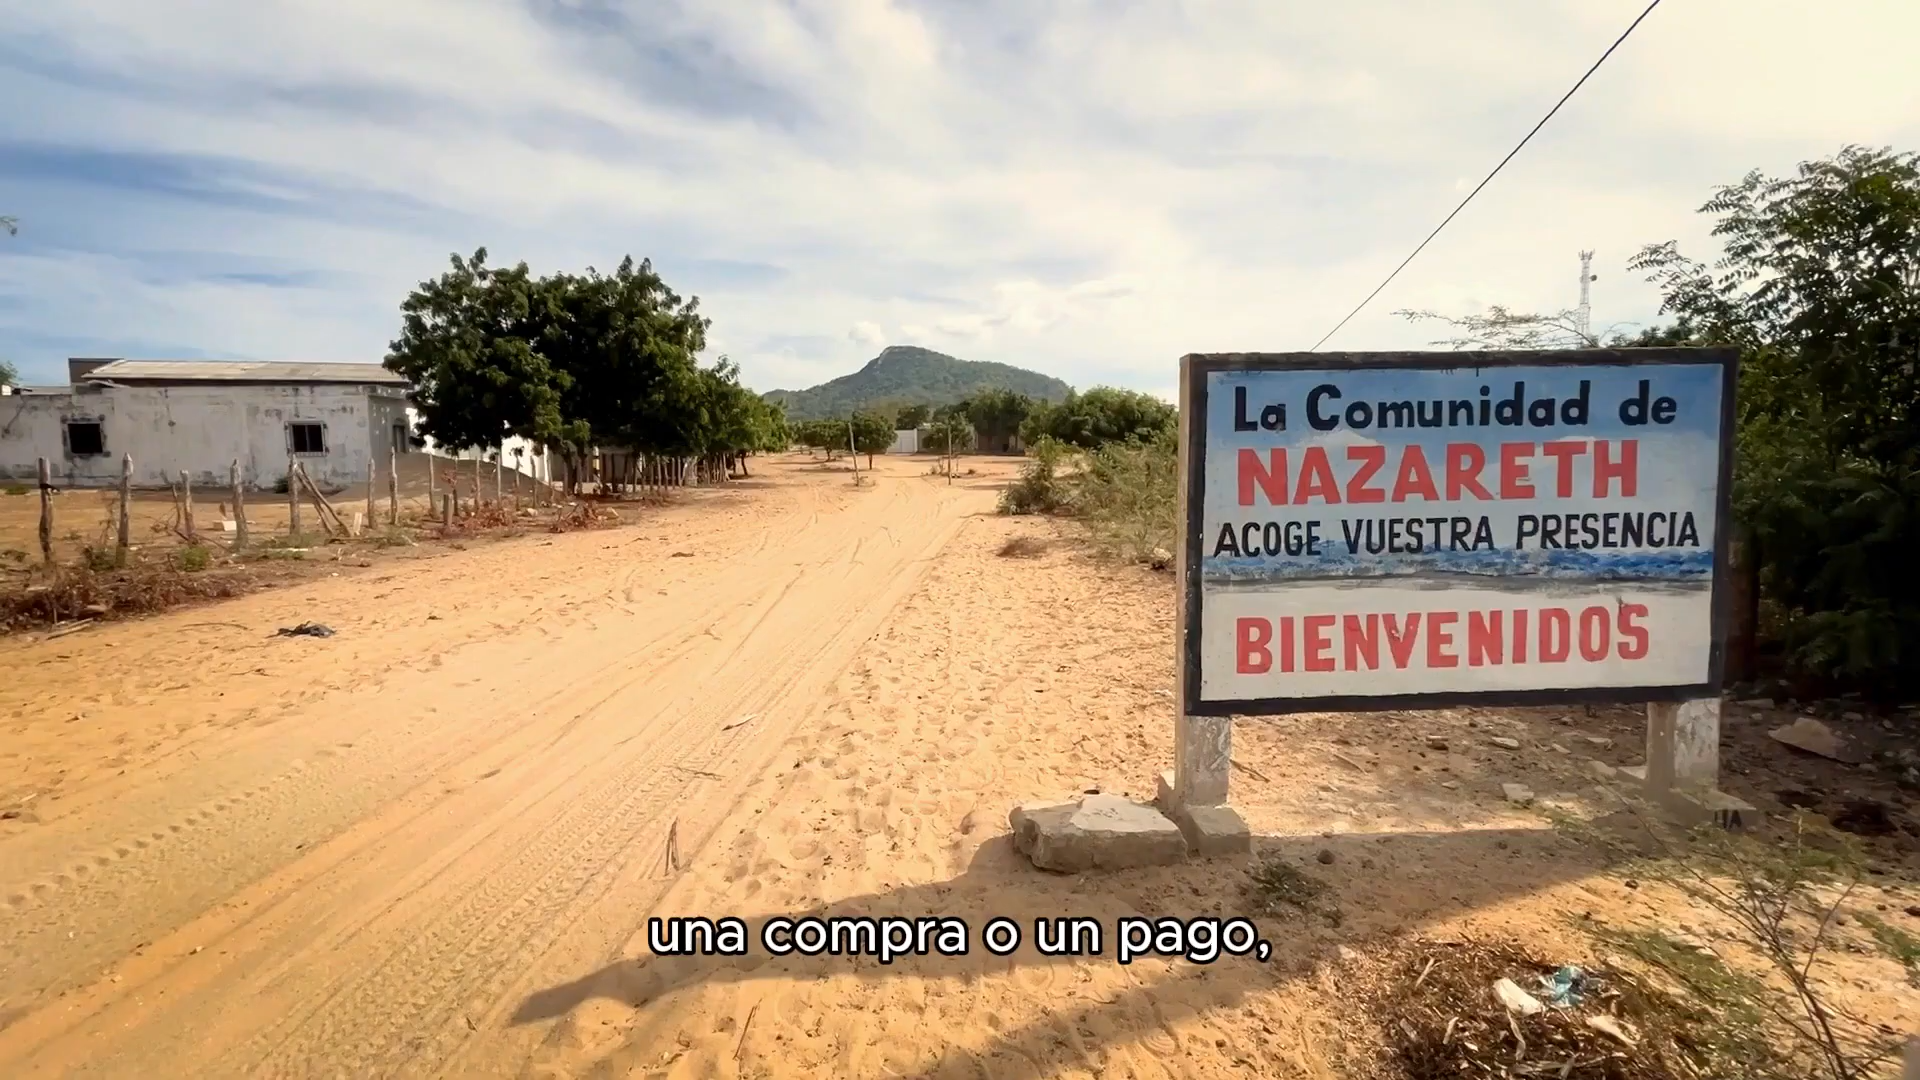 La Comunidad de
NAZARETH
ACOGE VUESTRA PRESENCIA
BIENVENIDOS
una compra o un pago,